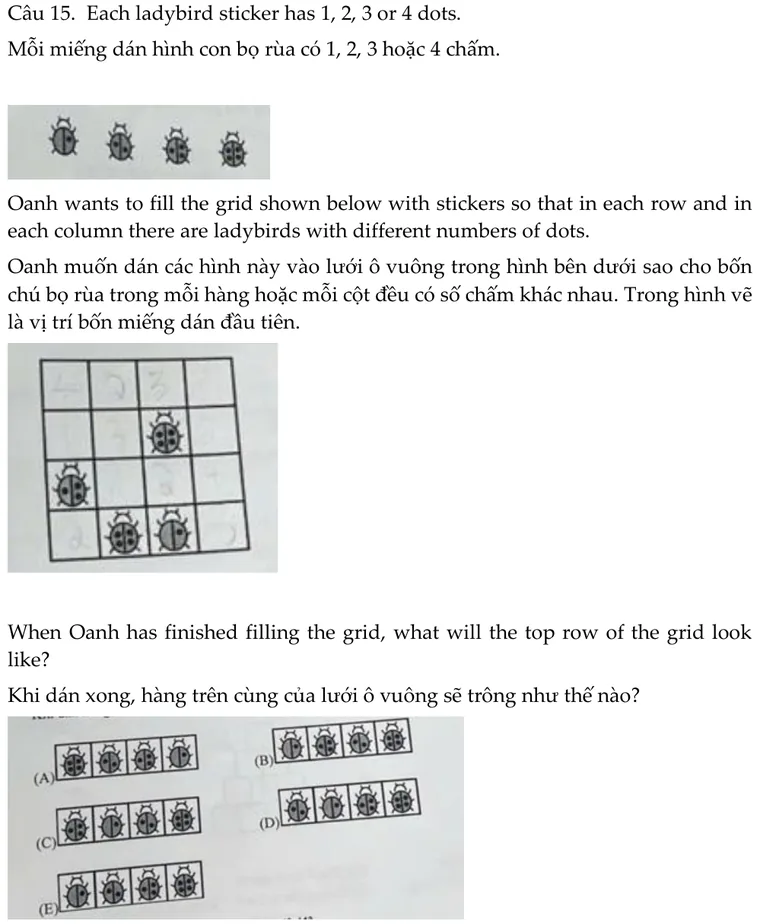 Câu 15. Each ladybird sticker has 1, 2, 3 or 4 dots.
Mỗi miếng dán hình con bọ rùa có 1, 2, 3 hoặc 4 chấm.
Oanh wants to fill the grid shown below with stickers so that in each row and in
each column there are ladybirds with different numbers of dots.
Oanh muốn dán các hình này vào lưới ô vuông trong hình bên dưới sao cho bốn
chú bọ rùa trong mỗi hàng hoặc mỗi cột đều có số chấm khác nhau. Trong hình vẽ
là vị trí bốn miếng dán đầu tiên.
4 2 3
When Oanh has finished filling the grid, what will the top row of the grid look
like?
Khi dán xong, hàng trên cùng của lưới ô vuông sẽ trông như thế nào?
(A) (B)
(C) (D)
(E)